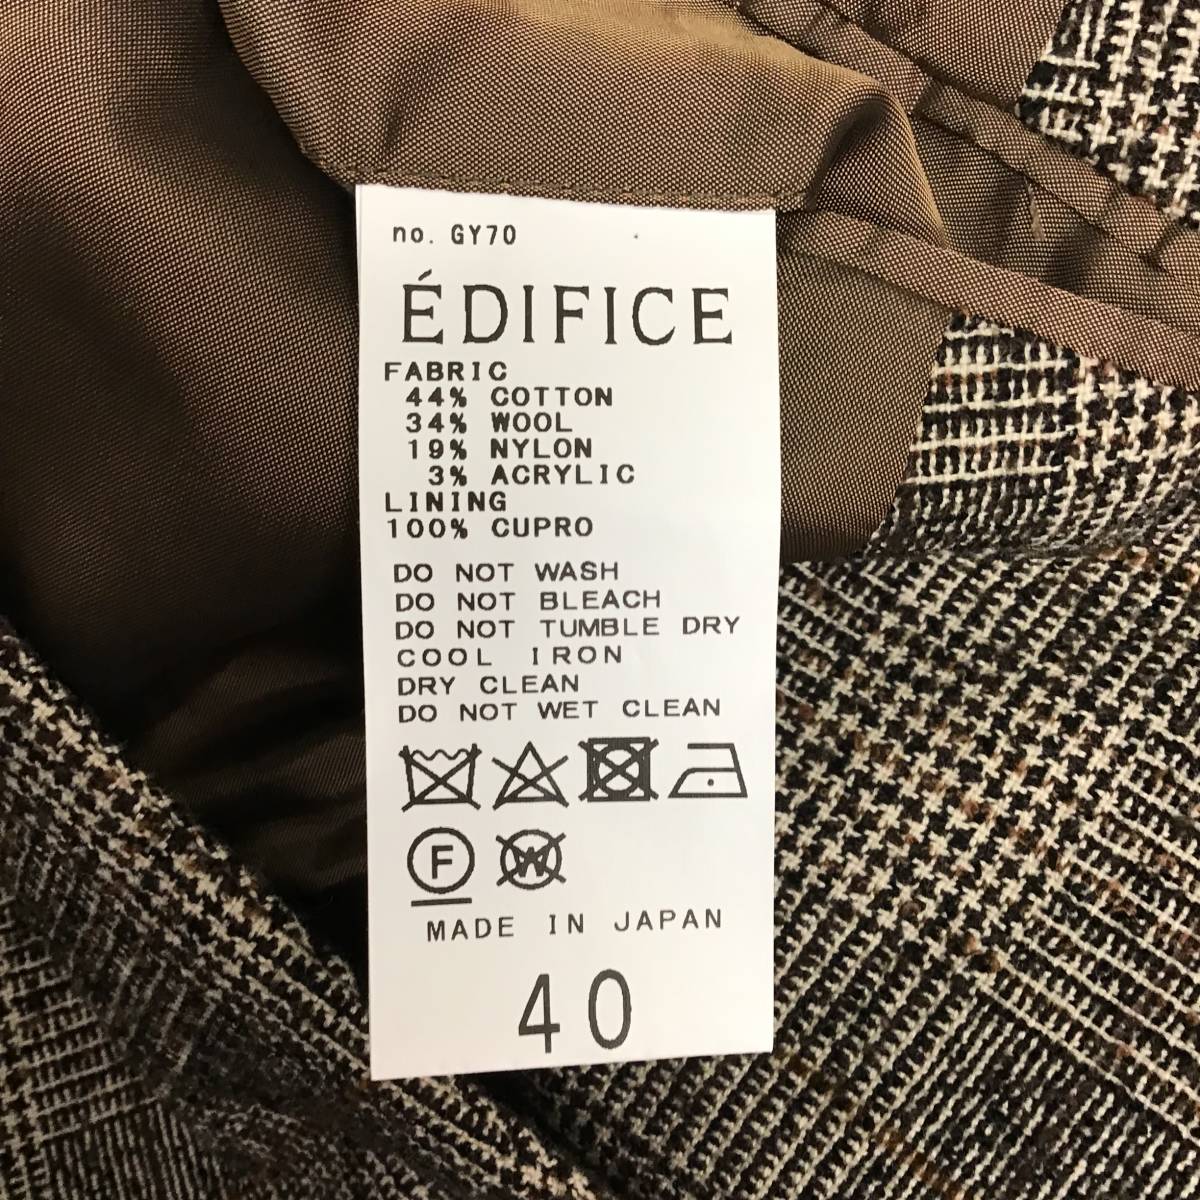 no. GY70
ÉDIFICE
FABRIC
44% COTTON
34% WOOL
19% NYLON
3% ACRYLIC
LINING
100% CUPRO
DO NOT WASH
DO NOT BLEACH
DO NOT TUMBLE DRY
COOL IRON
DRY CLEAN
DO NOT WET CLEAN
F W
MADE IN JAPAN
40